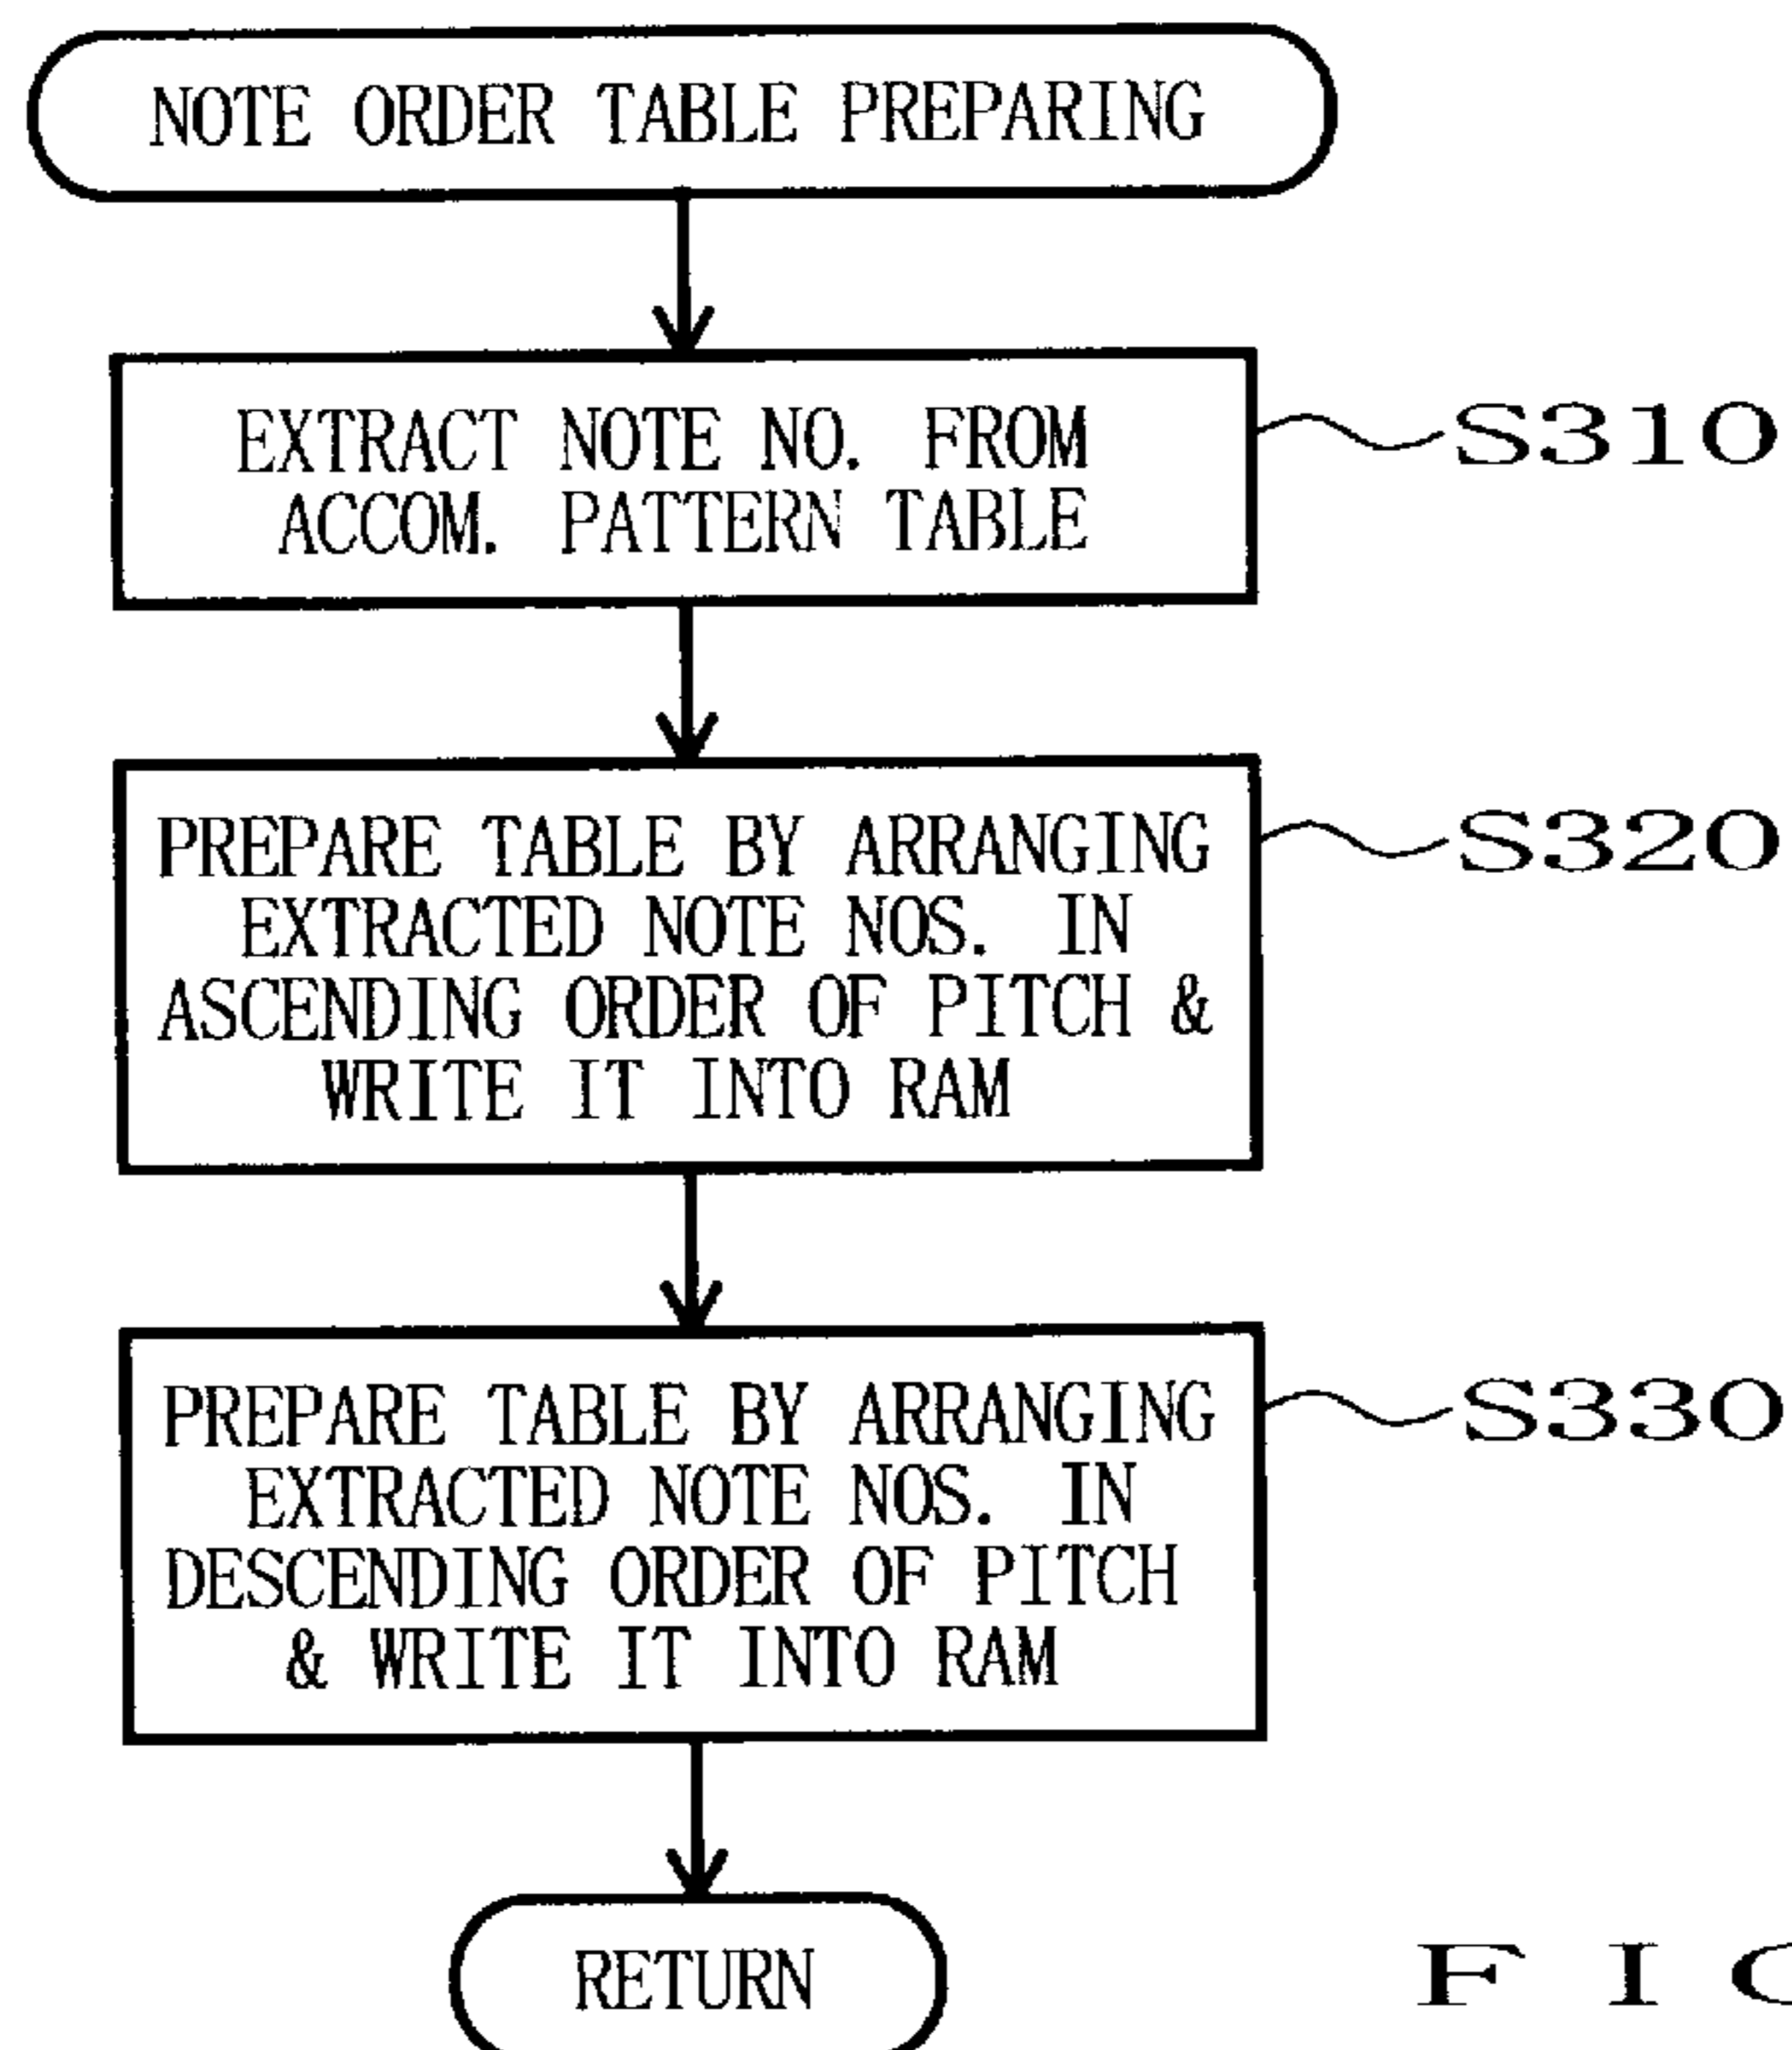 NOTE ORDER TABLE PREPARING
EXTRACT NOTE NO. FROM
ACCOM. PATTERN TABLE
S310
PREPARE TABLE BY ARRANGING
EXTRACTED NOTE NOS. IN
ASCENDING ORDER OF PITCH &
WRITE IT INTO RAM
S320
PREPARE TABLE BY ARRANGING
EXTRACTED NOTE NOS. IN
DESCENDING ORDER OF PITCH
& WRITE IT INTO RAM
S330
RETURN